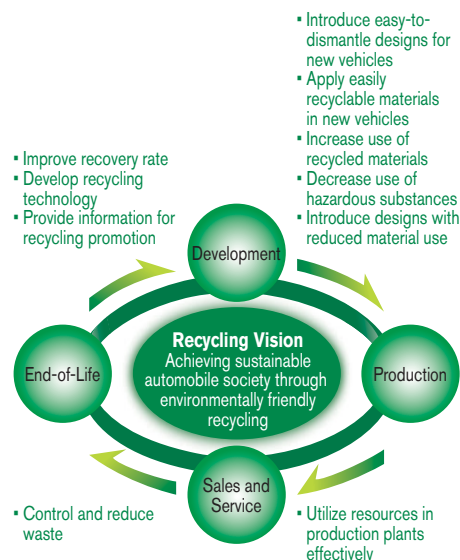 • Introduce easy-to-
dismantle designs for
new vehicles
• Apply easily
recyclable materials
in new vehicles
• Increase use of
recycled materials
• Decrease use of
hazardous substances
• Introduce designs with
reduced material use
• Improve recovery rate
• Develop recycling
technology
• Provide information for
recycling promotion
Development
Recycling Vision
Achieving sustainable
automobile society through
environmentally friendly
recycling
End-of-Life
Production
Sales and
Service
• Control and reduce
waste
• Utilize resources in
production plants
effectively